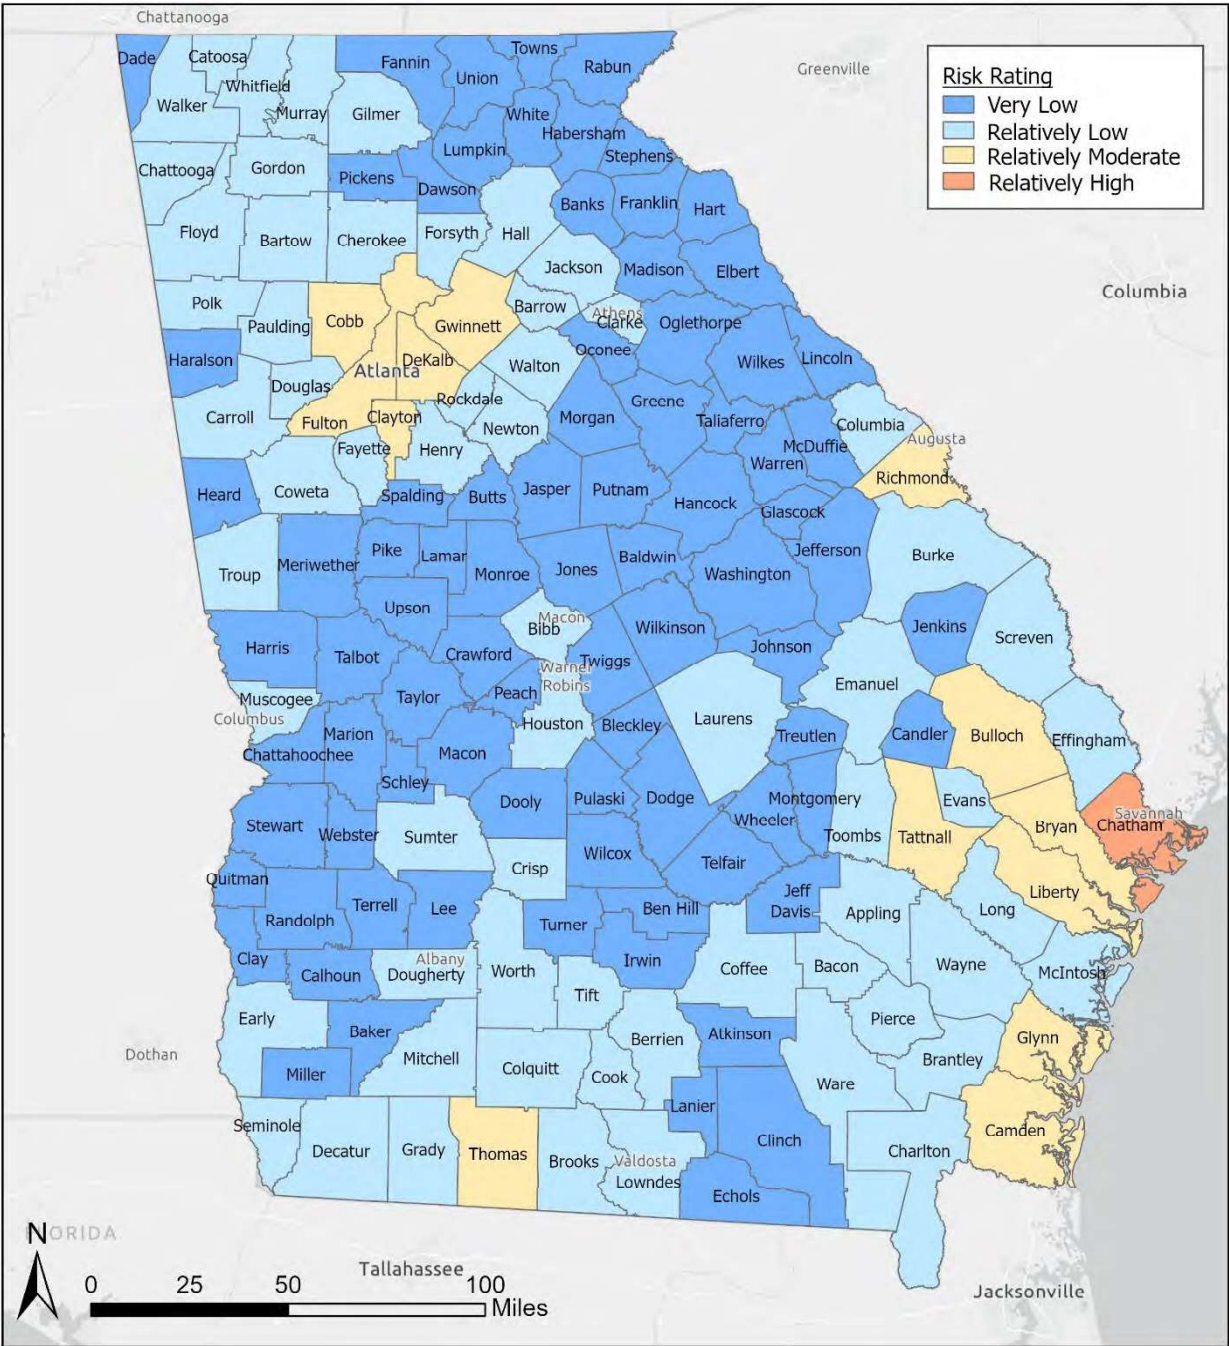 Chattanooga
Greenville
Risk Rating
Very Low
Relatively Low
Relatively Moderate
Relatively High
Dade
Catoosa
Whitfield
Walker
Murray
Fannin
Towns
Union
Rabun
Gilmer
White
Habersham
Lumpkin
Stephens
Chattooga
Gordon
Pickens
Dawson
Banks
Franklin
Hart
Floyd
Bartow
Cherokee
Forsyth
Hall
Jackson
Madison
Elbert
Columbia
Polk
Paulding
Cobb
Gwinnett
Barrow
Athens
Clarke
Oglethorpe
Haralson
DeKalb
Atlanta
Walton
Oconee
Wilkes
Lincoln
Douglas
Rockdale
Carroll
Fulton
Clayton
Newton
Morgan
Greene
Taliaferro
McDuffie
Columbia
Augusta
Fayette
Henry
Warren
Richmond
Heard
Coweta
Spalding
Butts
Jasper
Putnam
Hancock
Glascock
Troup
Meriwether
Pike
Lamar
Monroe
Jones
Baldwin
Washington
Jefferson
Burke
Upson
Macon
Bibb
Wilkinson
Jenkins
Screven
Harris
Talbot
Crawford
Warner
Robins
Twiggs
Johnson
Muscogee
Columbus
Taylor
Peach
Emanuel
Marion
Houston
Bleckley
Laurens
Treutlen
Candler
Bulloch
Effingham
Chattahoochee
Macon
Schley
Dooly
Pulaski
Dodge
Montgomery
Wheeler
Evans
Savannah
Stewart
Webster
Sumter
Toombs
Tattnall
Bryan
Chatham
Crisp
Wilcox
Telfair
Quitman
Randolph
Terrell
Lee
Turner
Ben Hill
Jeff
Davis
Appling
Long
Liberty
Clay
Calhoun
Albany
Dougherty
Worth
Irwin
Coffee
Bacon
Wayne
McIntosh
Tift
Early
Baker
Mitchell
Berrien
Atkinson
Pierce
Glynn
Dothan
Miller
Colquitt
Cook
Ware
Brantley
Seminole
Lanier
Decatur
Grady
Thomas
Brooks
Valdosta
Lowndes
Clinch
Charlton
Camden
Echols
N
FLORIDA
Tallahassee
Jacksonville
0 25 50 100
Miles